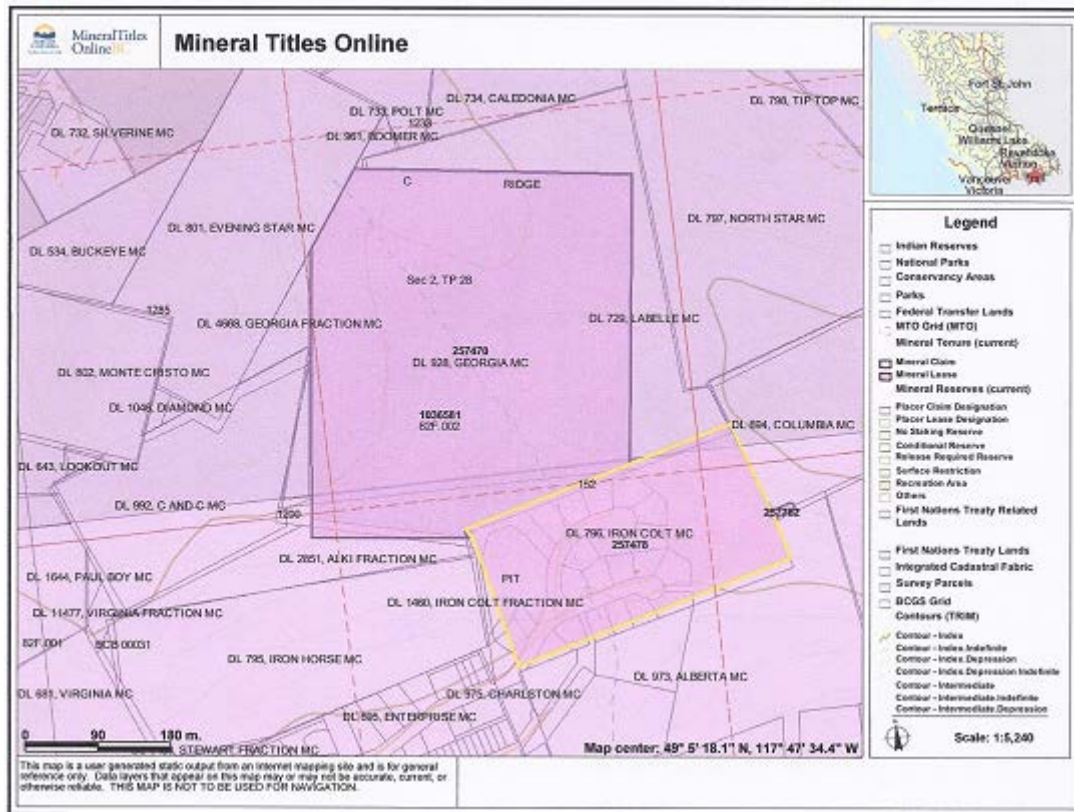 MineralTitles
OnlineBC
Mineral Titles Online
DL 734, CALEDONIA MC
DL 733, POLT MC
1233
DL 798, TIP TOP MC
DL 732, SILVERINE MC
DL 961, BOOMER MC
C
RIDGE
DL 797, NORTH STAR MC
DL 801, EVENING STAR MC
DL 534, BUCKEYE MC
Sec 2, TP 28
1285
DL 4668, GEORGIA FRACTION MC
DL 729, LABELLE MC
257470
DL 928, GEORGIA MC
DL 802, MONTE CRISTO MC
DL 1046, DIAMOND MC
1036581
82F.002
DL 894, COLUMBIA MC
DL 643, LOOKOUT MC
152
DL 992, C AND C MC
1290
DL 796, IRON COLT MC
257478
DL 2851, ALKI FRACTION MC
DL 1644, PAUL BOY MC
PIT
DL 1460, IRON COLT FRACTION MC
DL 11477, VIRGINIA FRACTION MC
82F.001
BCB 00031
DL 795, IRON HORSE MC
DL 973, ALBERTA MC
DL 681, VIRGINIA MC
DL 975, CHARLSTON MC
DL 895, ENTERPRISE MC
0 90 180 m.
STEWART FRACTION MC
Map center: 49° 5' 18.1" N, 117° 47' 34.4" W
This map is a user generated static output from an Internet mapping site and is for general
reference only. Data layers that appear on this map may or may not be accurate, current, or
otherwise reliable. THIS MAP IS NOT TO BE USED FOR NAVIGATION.
Fort St. John
Terrace
Quesnel
Williams Lake
Revelstoke
Vernon
Vancouver
Victoria
Legend
Indian Reserves
National Parks
Conservancy Areas
Parks
Federal Transfer Lands
MTO Grid (MTO)
Mineral Tenure (current)
Mineral Claim
Mineral Lease
Mineral Reserves (current)
Placer Claim Designation
Placer Lease Designation
No Staking Reserve
Conditional Reserve
Release Required Reserve
Surface Restriction
Recreation Area
Others
First Nations Treaty Related
Lands
First Nations Treaty Lands
Integrated Cadastral Fabric
Survey Parcels
BCGS Grid
Contours (TRIM)
Contour - Index
Contour - Index.Indefinite
Contour - Index.Depression
Contour - Index.Depression Indefinite
Contour - Intermediate
Contour - Intermediate.Indefinite
Contour - Intermediate.Depression
Scale: 1:5,240